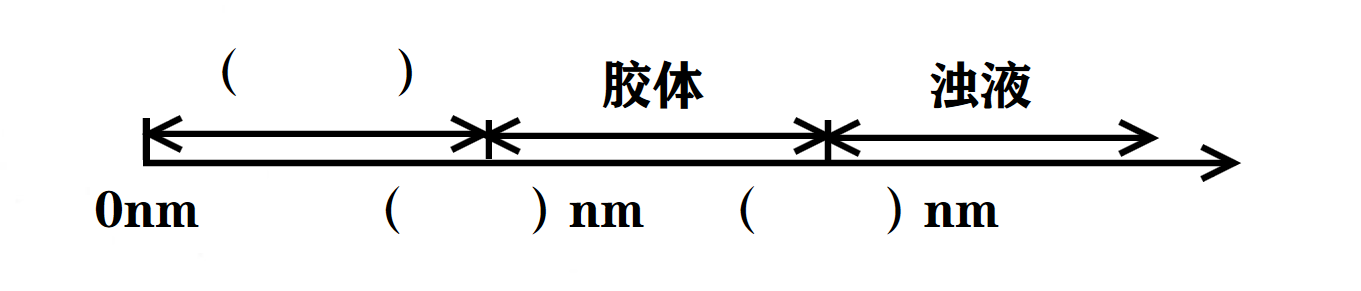 (          ) 胶体 浊液
0nm (          ) nm (          ) nm